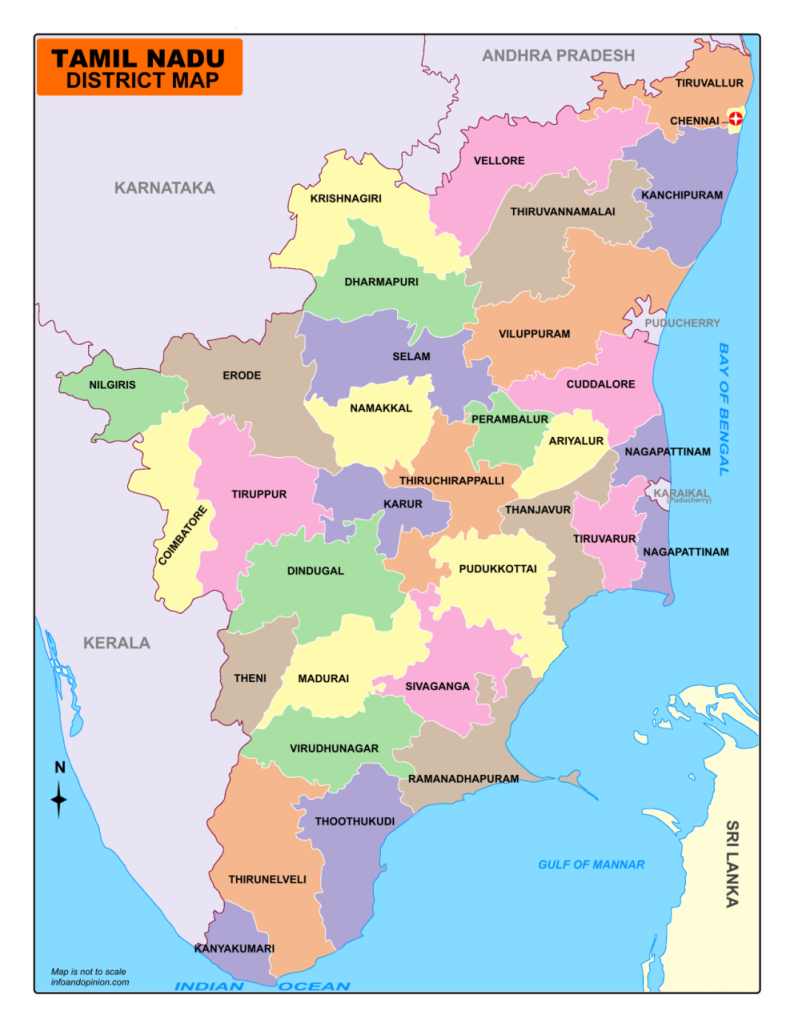 TAMIL NADU
DISTRICT MAP
ANDHRA PRADESH
TIRUVALLUR
CHENNAI
VELLORE
KARNATAKA
KRISHNAGIRI
KANCHIPURAM
THIRUVANNAMALAI
DHARMAPURI
PUDUCHERRY
VILUPPURAM
SELAM
ERODE
NILGIRIS
CUDDALORE
BAY OF BENGAL
NAMAKKAL
PERAMBALUR
ARIYALUR
NAGAPATTINAM
THIRUCHIRAPPALLI
TIRUPPUR
KARUR
KARAIKAL
(Puducherry)
THANJAVUR
COIMBATORE
TIRUVARUR
NAGAPATTINAM
DINDUGAL
PUDUKKOTTAI
KERALA
THENI
MADURAI
SIVAGANGA
VIRUDHUNAGAR
N
RAMANADHAPURAM
THOOTHUKUDI
GULF OF MANNAR
SRI LANKA
THIRUNELVELI
KANYAKUMARI
Map is not to scale
infoandopinion.com
INDIAN OCEAN